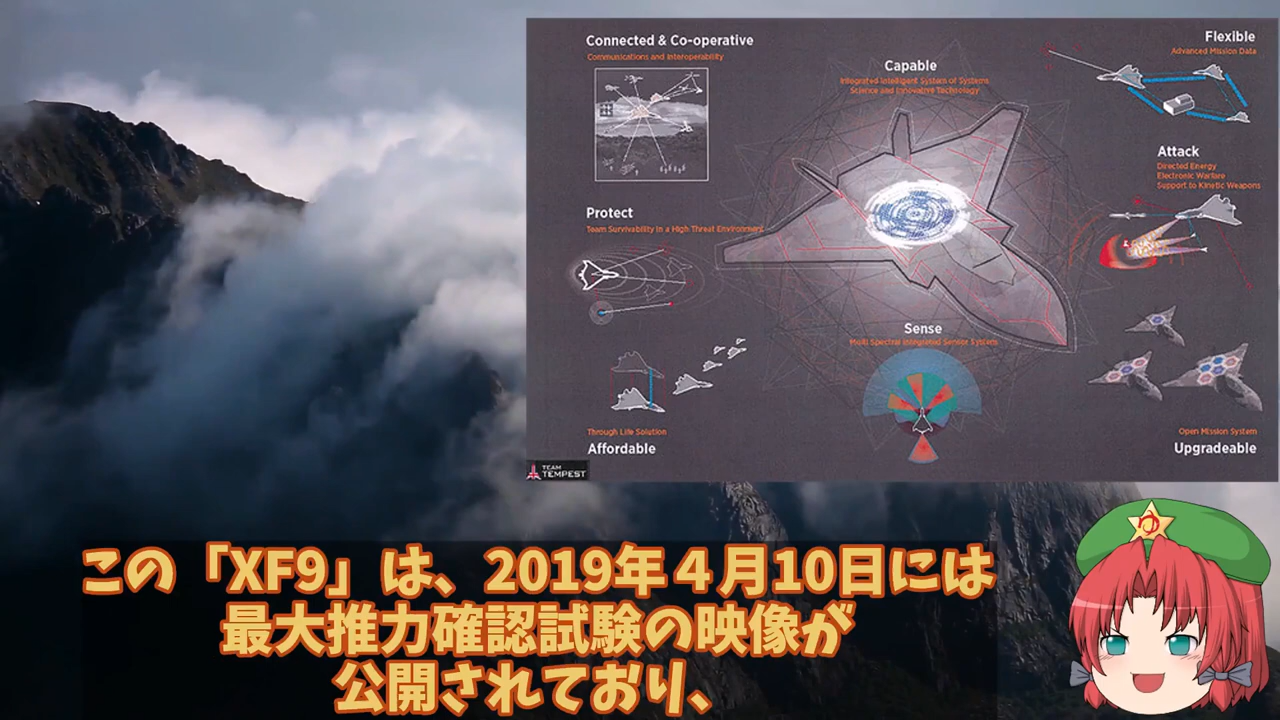 Connected & Co-operative
Communications and Interoperability
Capable
Integrated Intelligent System of Systems
Science and Innovative Technology
Flexible
Advanced Mission Data
Attack
Directed Energy
Electronic Warfare
Support to Kinetic Weapons
Protect
Team Survivability in a High Threat Environment
Sense
Multi Spectral Integrated Sensor System
Through Life Solution
Affordable
Open Mission System
Upgradeable
TEAM
TEMPEST
この「XF9」は、2019年４月10日には
最大推力確認試験の映像が
公開されており、